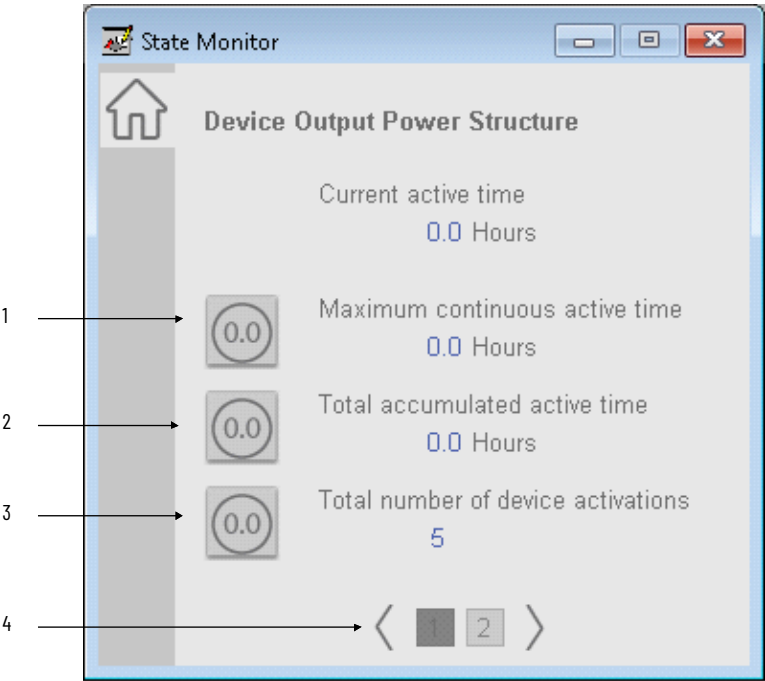 State Monitor
Device Output Power Structure
Current active time
0.0 Hours
1
0.0
Maximum continuous active time
0.0 Hours
2
0.0
Total accumulated active time
0.0 Hours
3
0.0
Total number of device activations
5
4
1 2